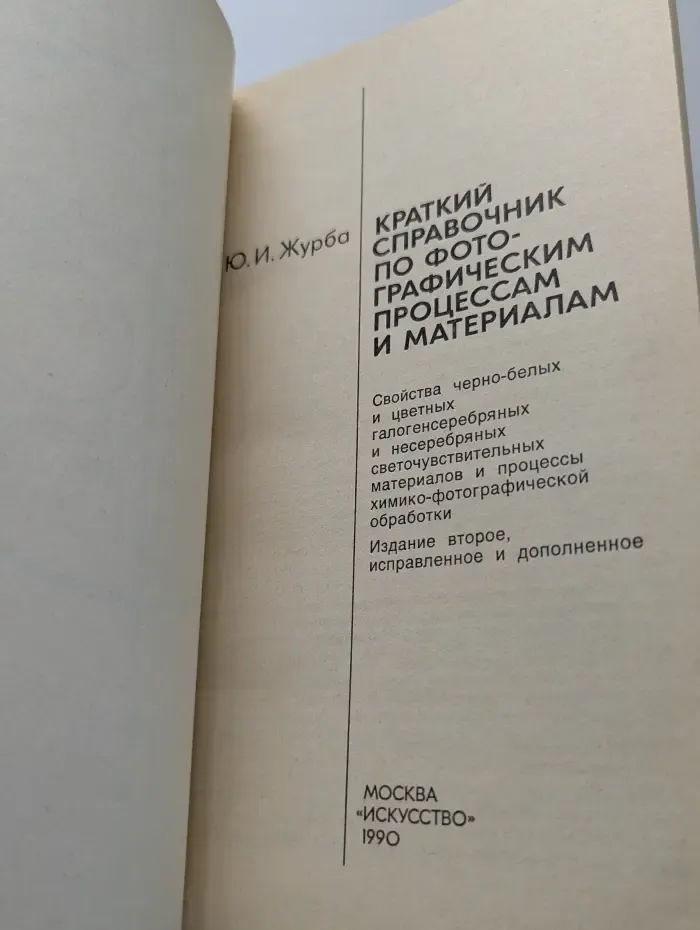 Ю. И. Журба
КРАТКИЙ
СПРАВОЧНИК
ПО ФОТО-
ГРАФИЧЕСКИМ
ПРОЦЕССАМ
И МАТЕРИАЛАМ
Свойства черно-белых
и цветных
галогенсеребряных
и несеребряных
светочувствительных
материалов и процессы
химико-фотографической
обработки
Издание второе,
исправленное и дополненное
МОСКВА
«ИСКУССТВО»
1990